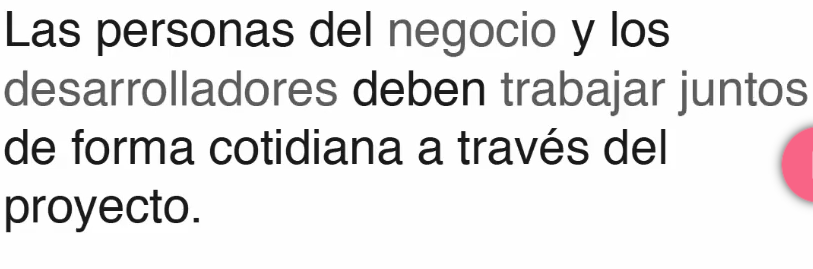 Las personas del negocio y los
desarrolladores deben trabajar juntos
de forma cotidiana a través del
proyecto.